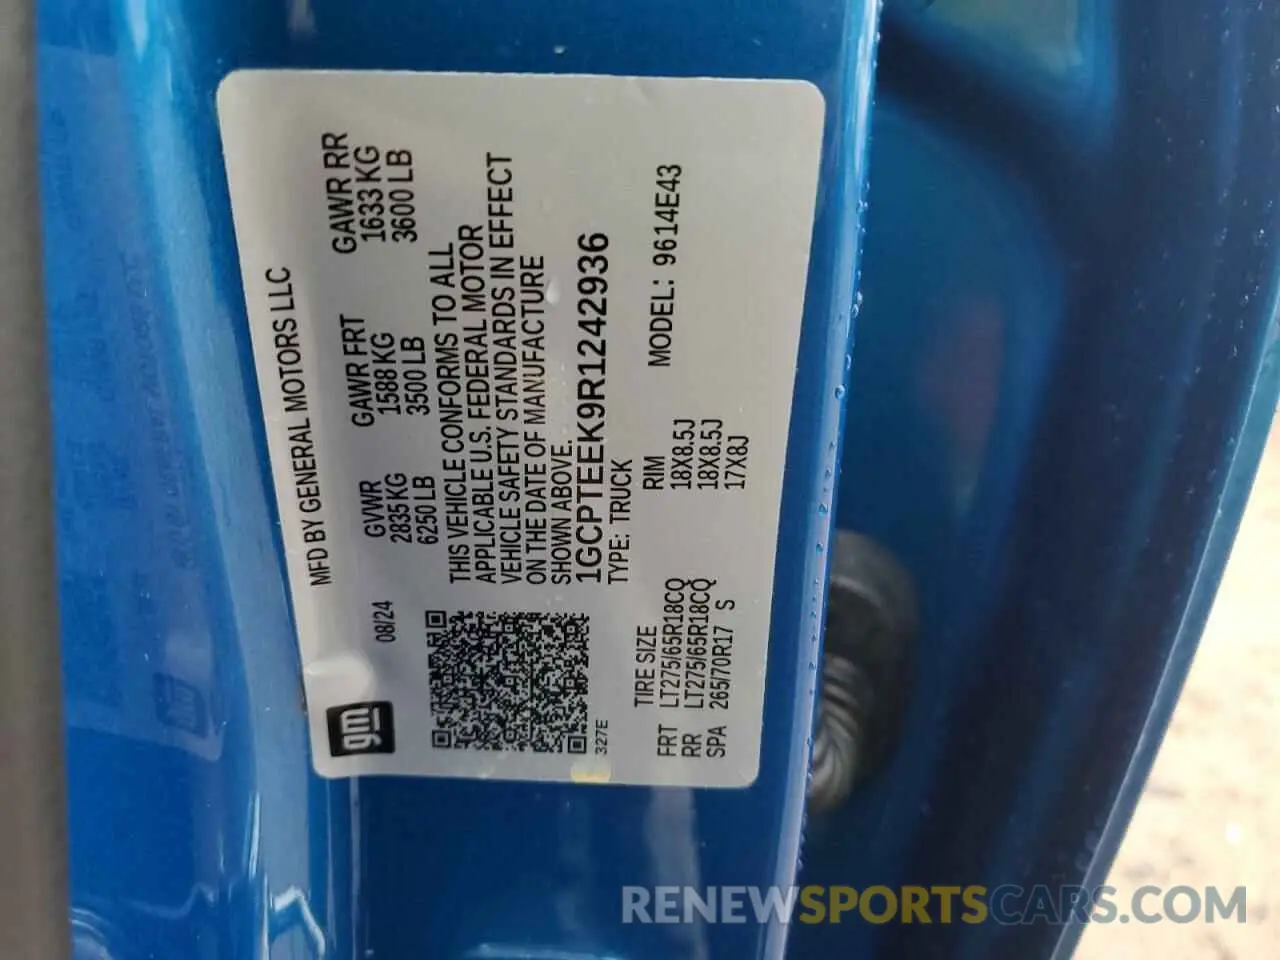 MFD BY GENERAL MOTORS LLC
gm
08/24
GVWR GAWR FRT GAWR RR
2835KG 1588 KG 1633 KG
6250 LB 3500 LB 3600 LB
THIS VEHICLE CONFORMS TO ALL
APPLICABLE U.S. FEDERAL MOTOR
VEHICLE SAFETY STANDARDS IN EFFECT
ON THE DATE OF MANUFACTURE
SHOWN ABOVE.
1GCPTEEK9R1242936
TYPE: TRUCK
327E
MODEL: 9614E43
TIRE SIZE RIM
FRT LT275/65R18CQ 18X8.5J
RR LT275/65R18CQ 18X8.5J
SPA 265/70R17 S 17X8J
RENEWSPORTSCARS.COM